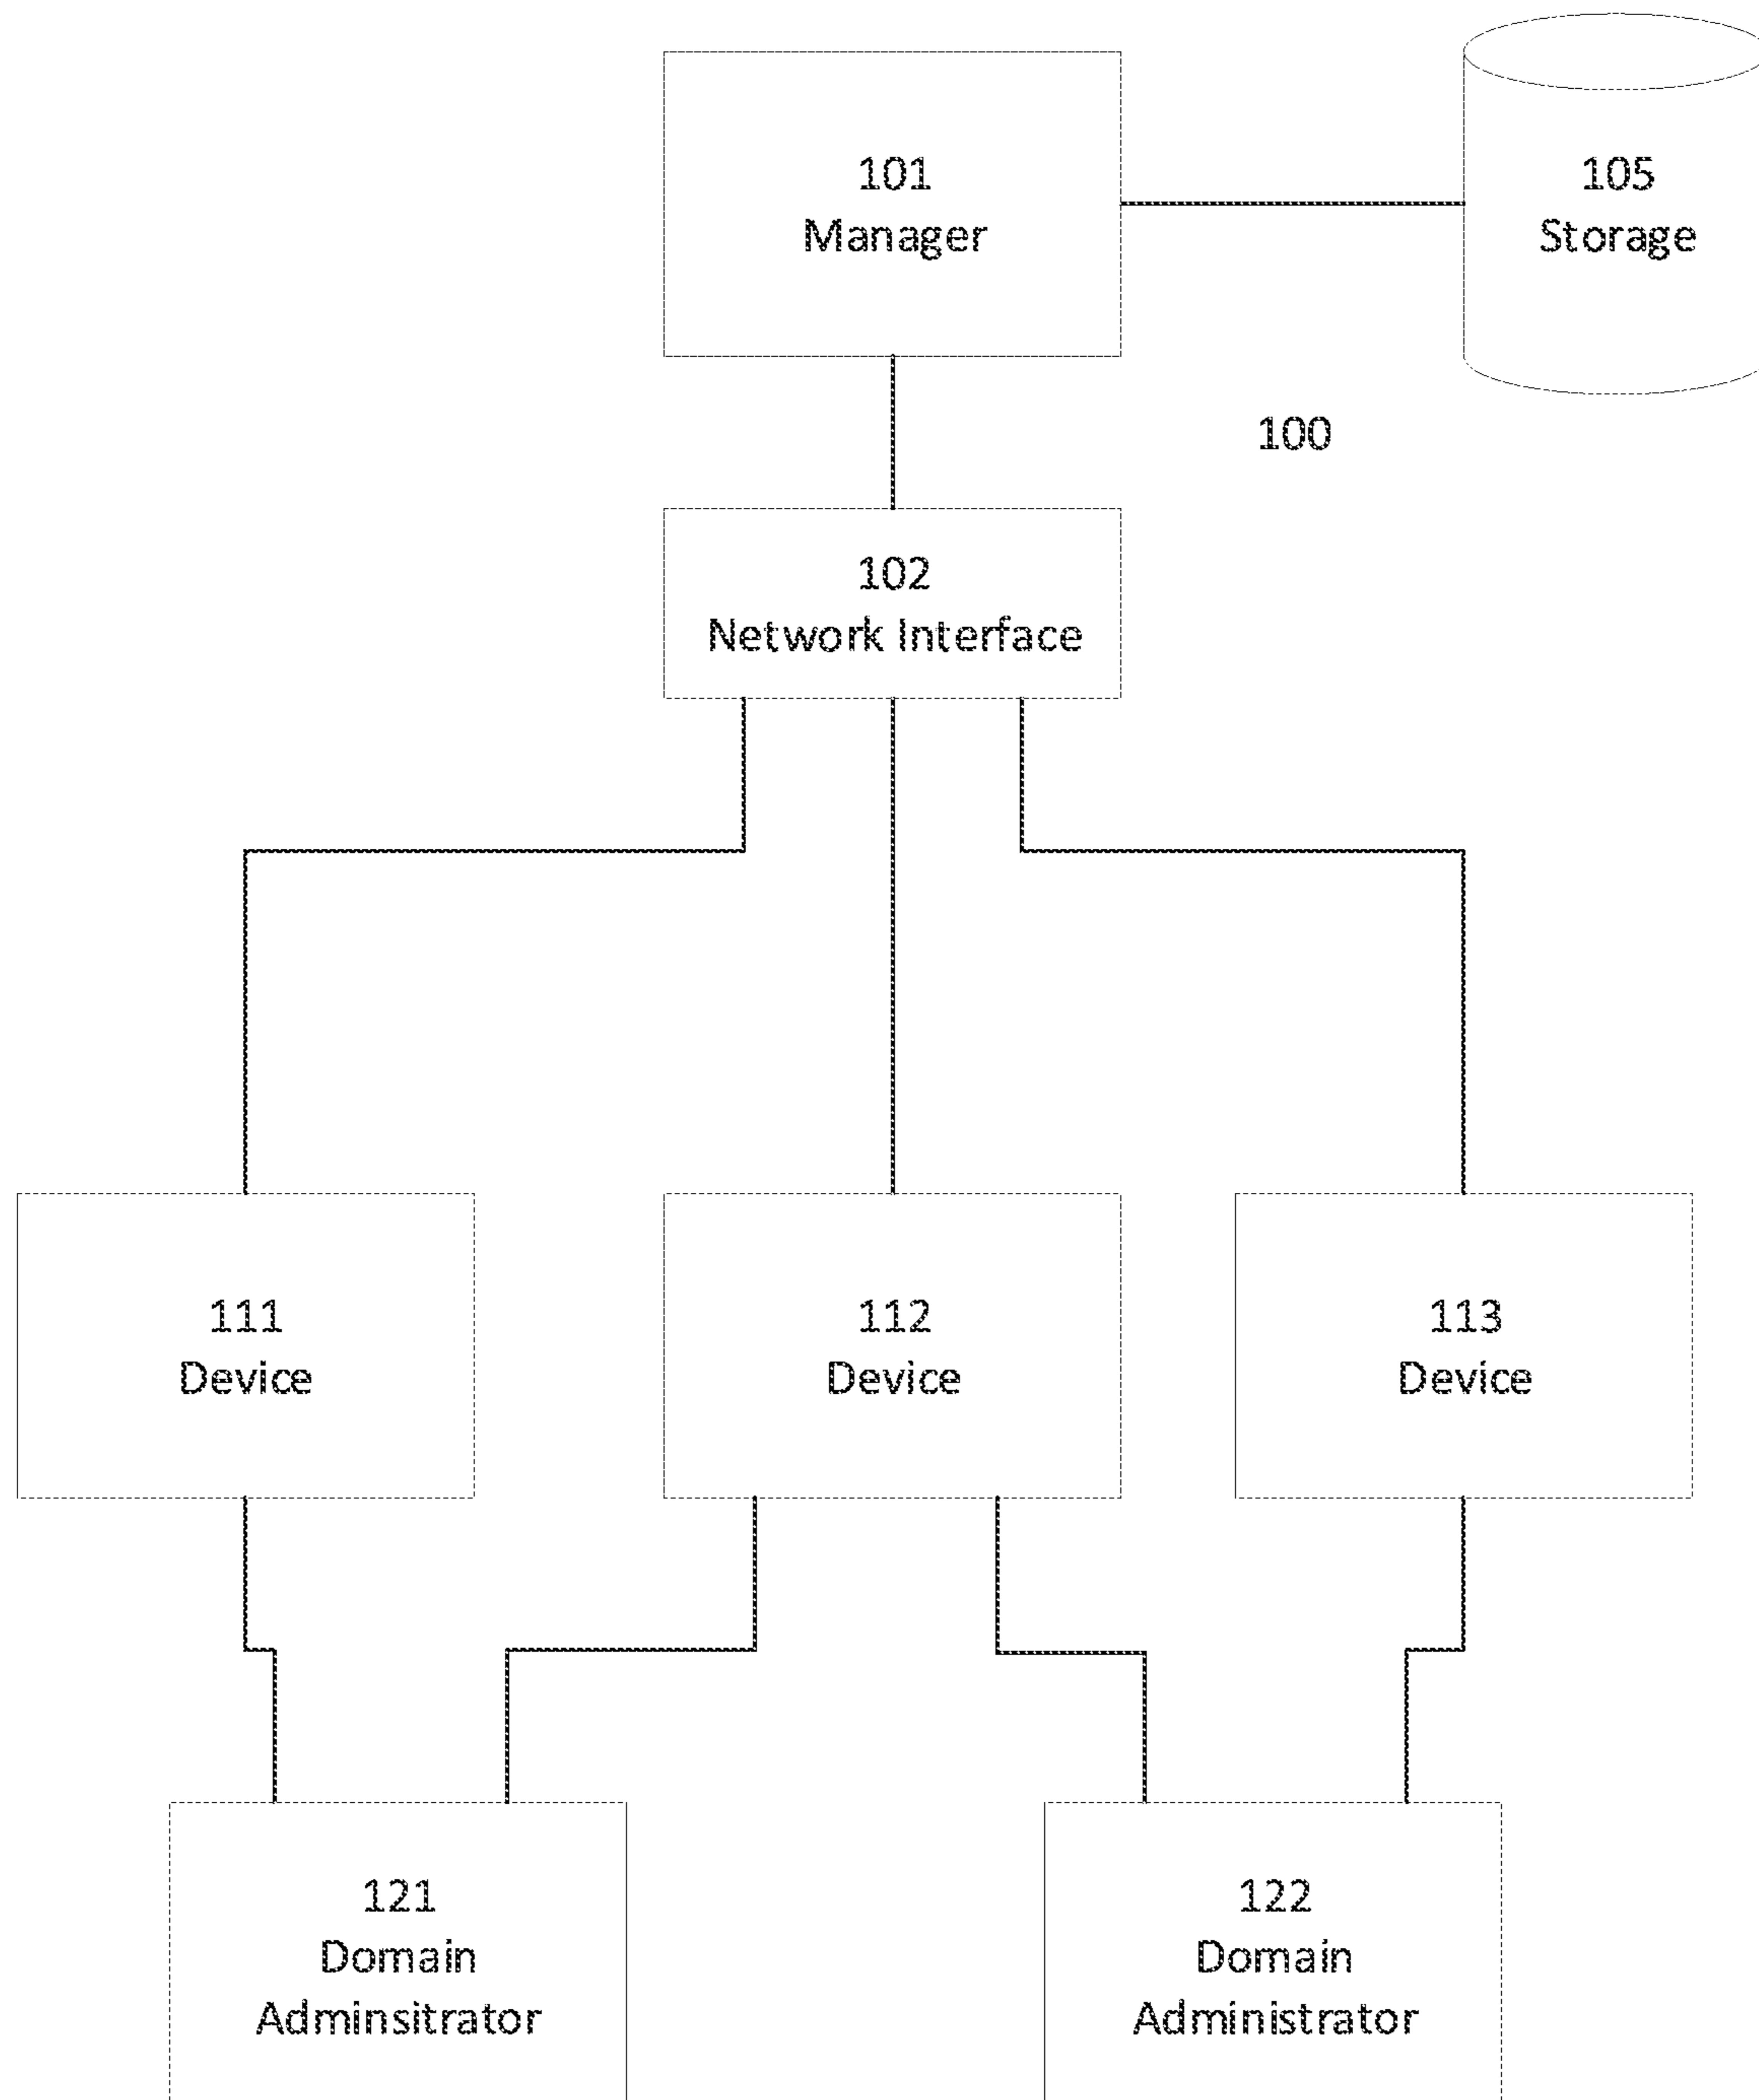 101
Manager
105
Storage
100
102
Network Interface
111
Device
112
Device
113
Device
121
Domain
Adminsitrator
122
Domain
Administrator